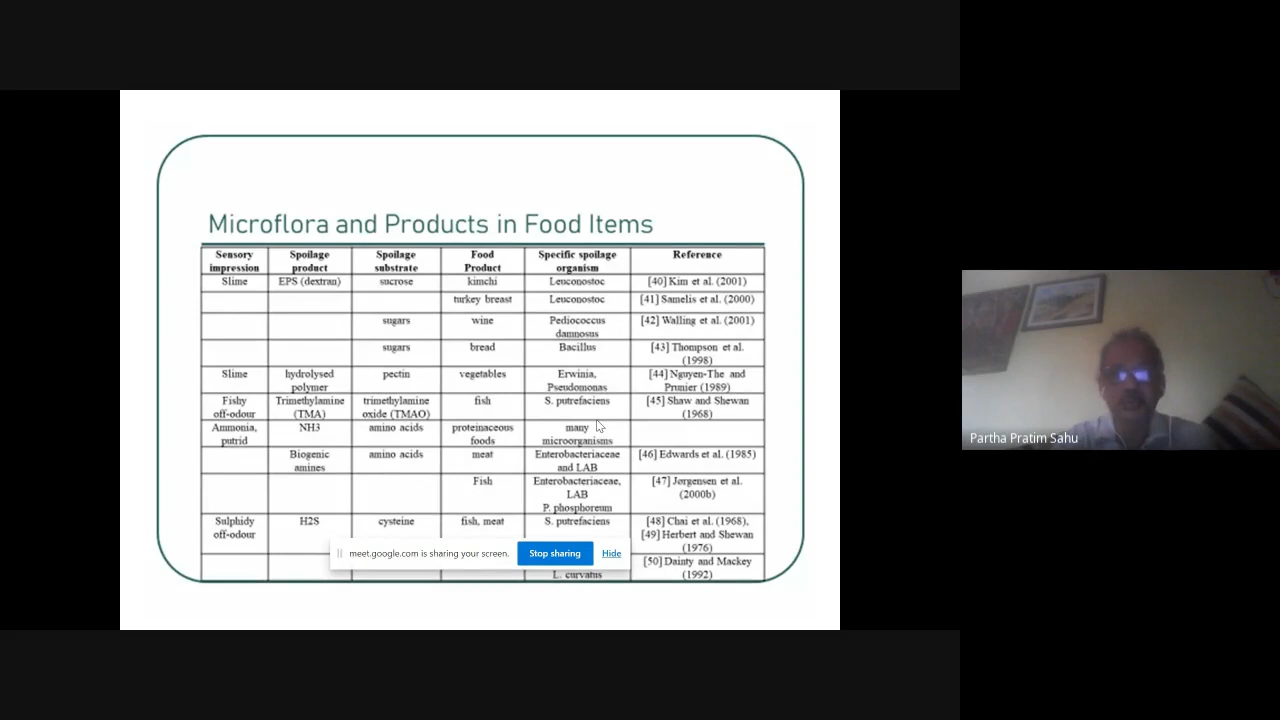 Microflora and Products in Food Items
Sensory impression Spoilage product Spoilage substrate Food Product Specific spoilage organism Reference
Slime EPS (dextran) sucrose kimchi Leuconostoc [40] Kim et al. (2001)
turkey breast Leuconostoc [41] Samelis et al. (2000)
sugars wine Pediococcus damnosus [42] Walling et al. (2001)
sugars bread Bacillus [43] Thompson et al. (1998)
Slime hydrolysed polymer pectin vegetables Erwinia, Pseudomonas [44] Nguyen-The and Prunier (1989)
Fishy off-odour Trimethylamine (TMA) trimethylamine oxide (TMAO) fish S. putrefaciens [45] Shaw and Shewan (1968)
Ammonia, putrid NH3 amino acids proteinaceous foods many microorganisms
Biogenic amines amino acids meat Enterobacteriaceae and LAB [46] Edwards et al. (1985)
Fish Enterobacteriaceae, LAB P. phosphoreum [47] Jørgensen et al. (2000b)
Sulphidy off-odour H2S cysteine fish, meat S. putrefaciens [48] Chai et al. (1968), [49] Herbert and Shewan (1976)
L. curvatus [50] Dainty and Mackey (1992)
meet.google.com is sharing your screen. Stop sharing Hide
Partha Pratim Sahu